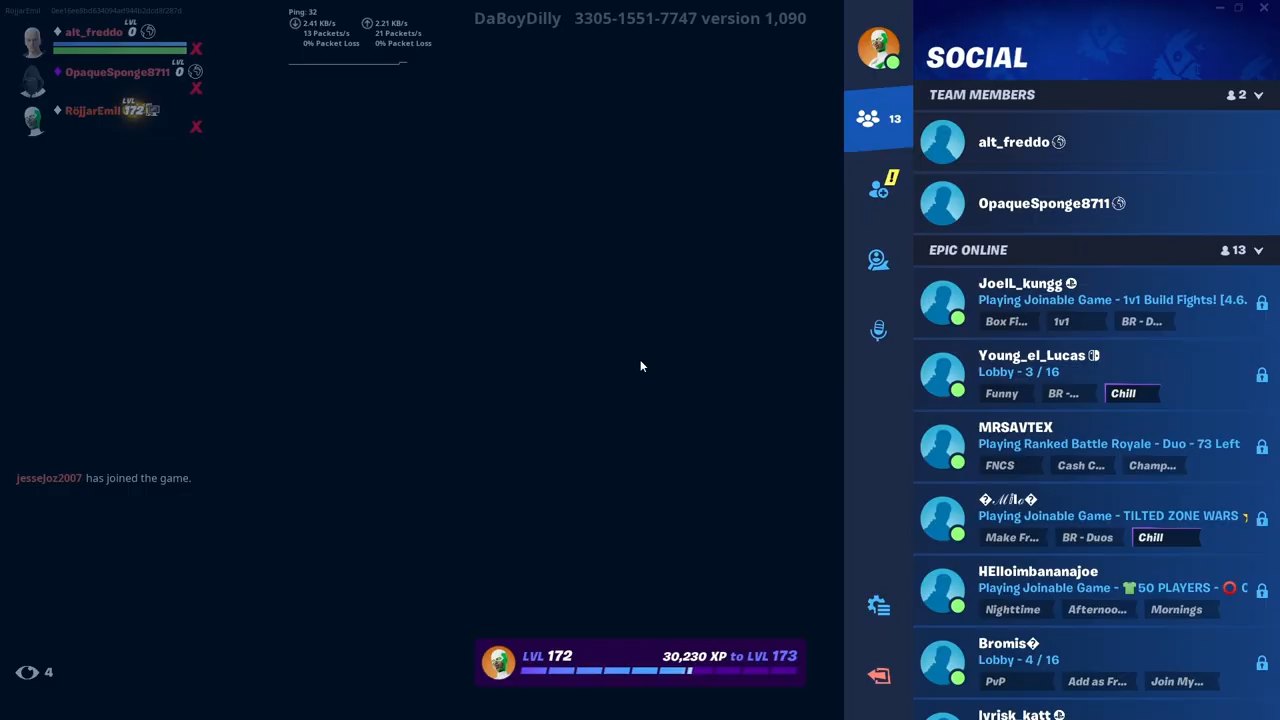 RojjarEmil
LVL
alt_freddo 0
X
LVL
OpaqueSponge8711 0
X
LVL
RöjjarEmil 172
X
Ping: 32
2.41 KB/s 2.21 KB/s
13 Packets/s 21 Packets/s
0% Packet Loss 0% Packet Loss
DaBoyDilly 3305-1551-7747 version 1,090
jessejoz2007 has joined the game.
4
LVL 172 30,230 XP to LVL 173
13
!
SOCIAL
TEAM MEMBERS 2
alt_freddo
OpaqueSponge8711
EPIC ONLINE 13
JoelL_kungg
Playing Joinable Game - 1v1 Build Fights! [4.6.
Box Fi... 1v1 BR - D...
Young_el_Lucas
Lobby - 3 / 16
Funny BR -... Chill
MRSAVTEX
Playing Ranked Battle Royale - Duo - 73 Left
FNCS Cash C... Champ...
Playing Joinable Game - TILTED ZONE WARS
Make Fr... BR - Duos Chill
HElloimbananajoe
Playing Joinable Game - 👕50 PLAYERS - ⭕
Nighttime Afternoo... Mornings
Bromis�
Lobby - 4 / 16
PvP Add as Fr... Join My...
lyrisk_katt